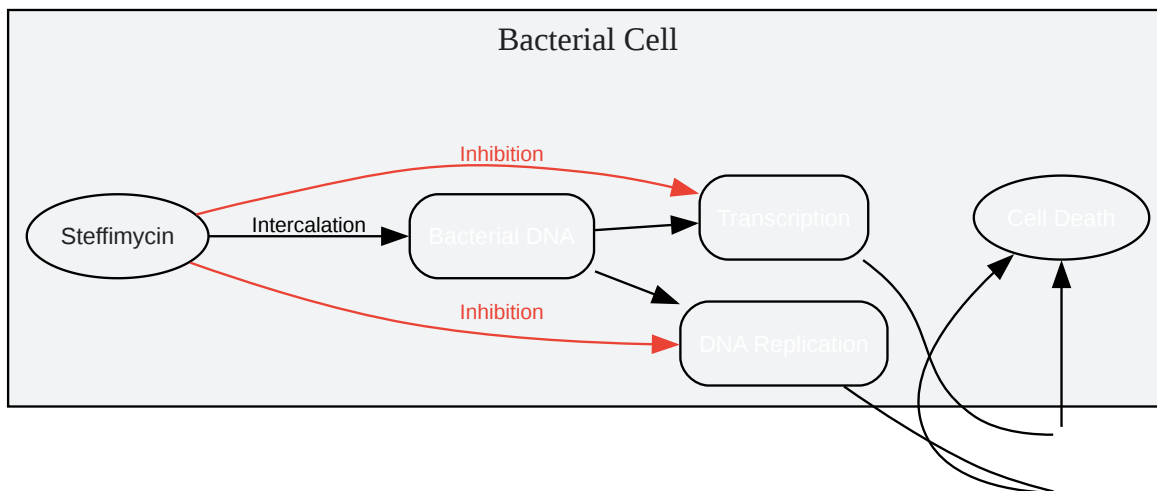 Bacterial Cell
Inhibition
Steffimycin
Intercalation
Bacterial DNA
Transcription
Cell Death
Inhibition
DNA Replication